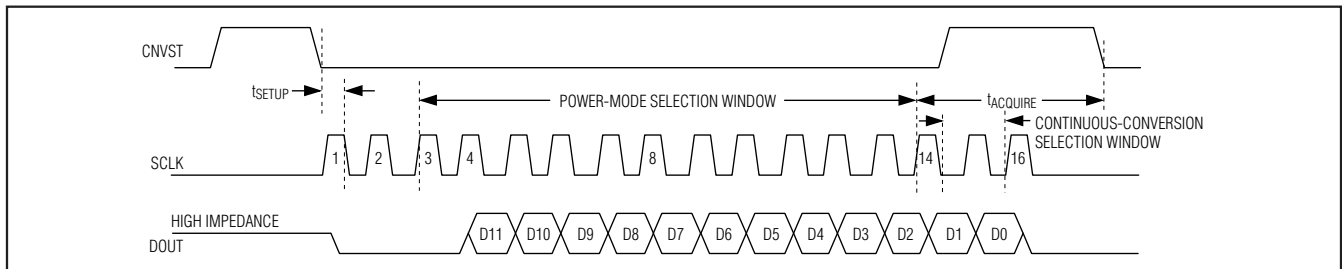 CNVST
tSETUP
POWER-MODE SELECTION WINDOW
tACQUIRE
CONTINUOUS-CONVERSION
SELECTION WINDOW
SCLK
1 2 3 4 8 14 16
HIGH IMPEDANCE
DOUT
D11 D10 D9 D8 D7 D6 D5 D4 D3 D2 D1 D0